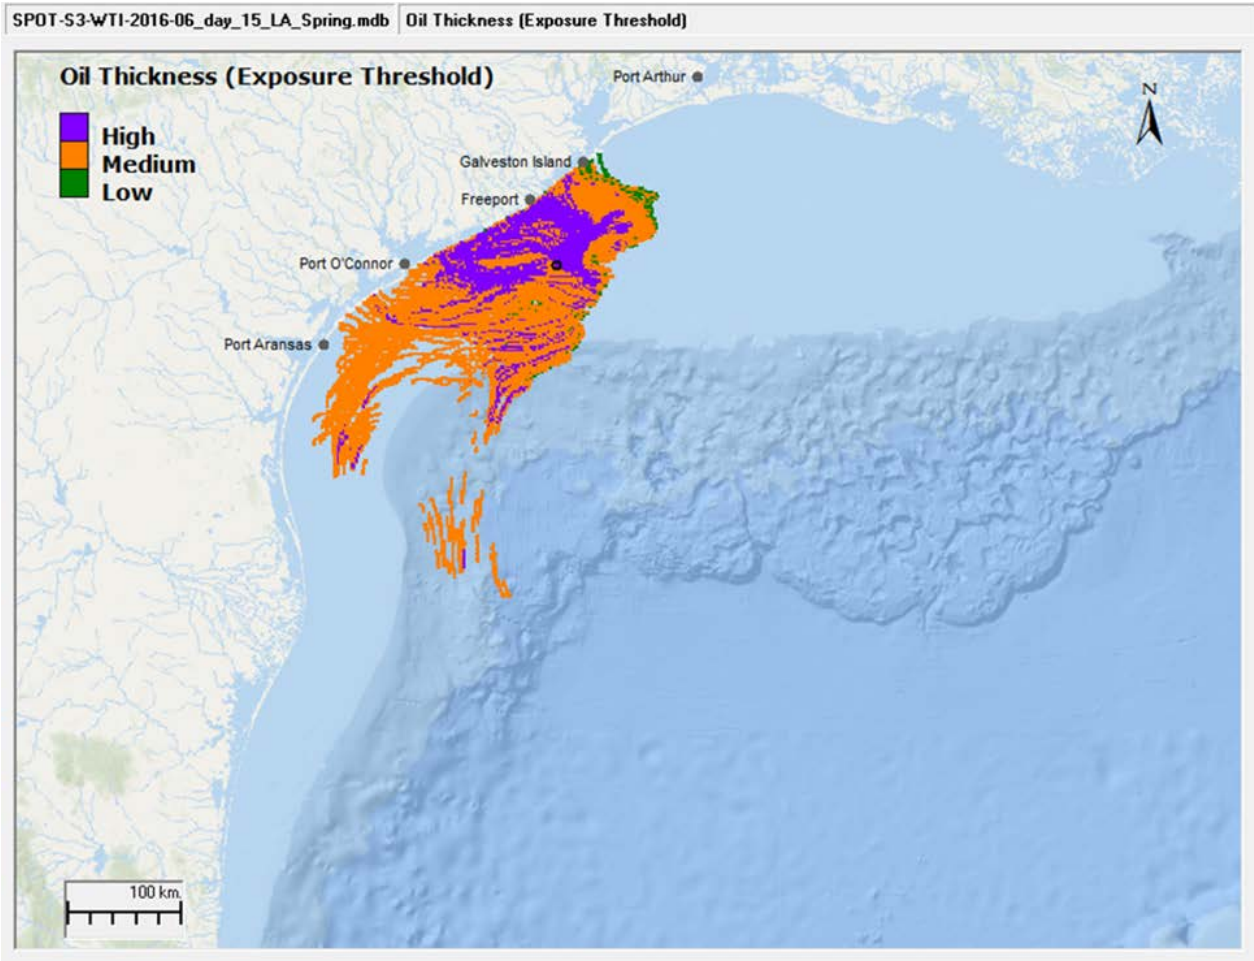 SPOT-S3-WTI-2016-06_day_15_LA_Spring.mdb Oil Thickness (Exposure Threshold)
Oil Thickness (Exposure Threshold)
Port Arthur
N
High
Medium
Low
Galveston Island
Freeport
Port O'Connor
Port Aransas
100 km.